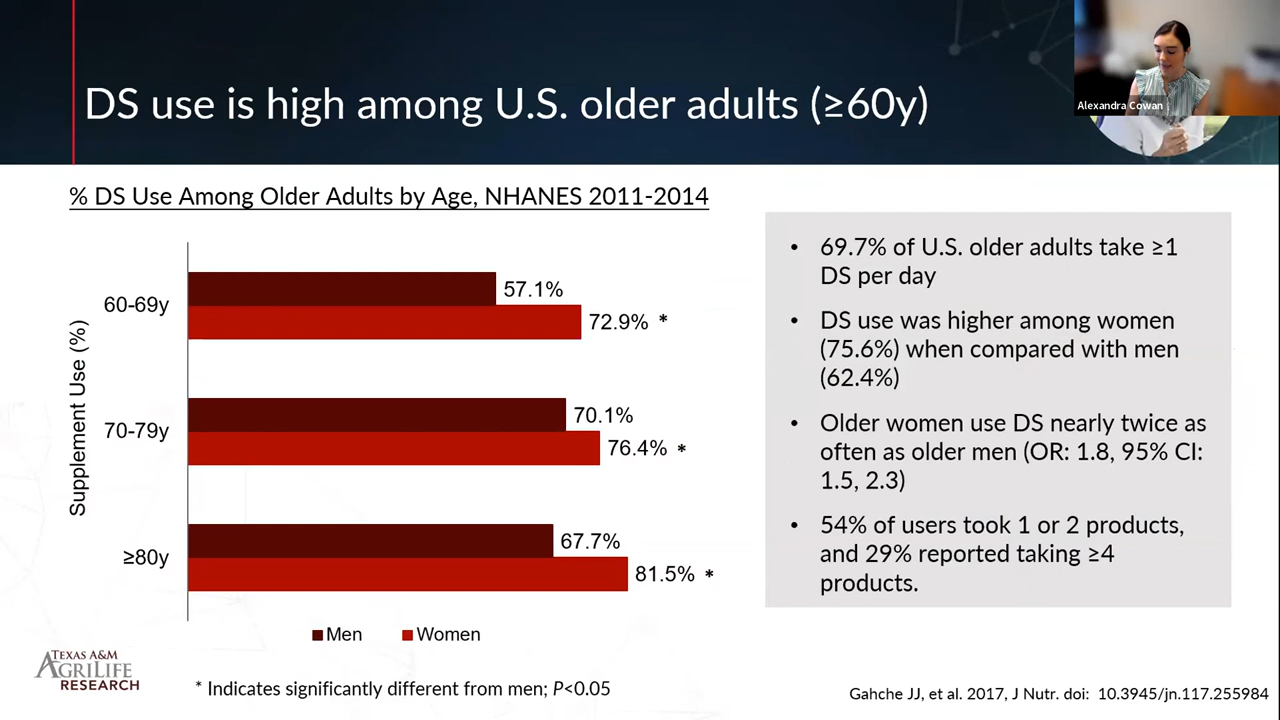 DS use is high among U.S. older adults (≥60y)
Alexandra Cowan
% DS Use Among Older Adults by Age, NHANES 2011-2014
Supplement Use (%)
60-69y
57.1%
72.9% *
70-79y
70.1%
76.4% *
≥80y
67.7%
81.5% *
Men Women
* Indicates significantly different from men; P<0.05
• 69.7% of U.S. older adults take ≥1
DS per day
• DS use was higher among women
(75.6%) when compared with men
(62.4%)
• Older women use DS nearly twice as
often as older men (OR: 1.8, 95% CI:
1.5, 2.3)
• 54% of users took 1 or 2 products,
and 29% reported taking ≥4
products.
TEXAS A&M
AGRILIFE
RESEARCH
Gahche JJ, et al. 2017, J Nutr. doi: 10.3945/jn.117.255984